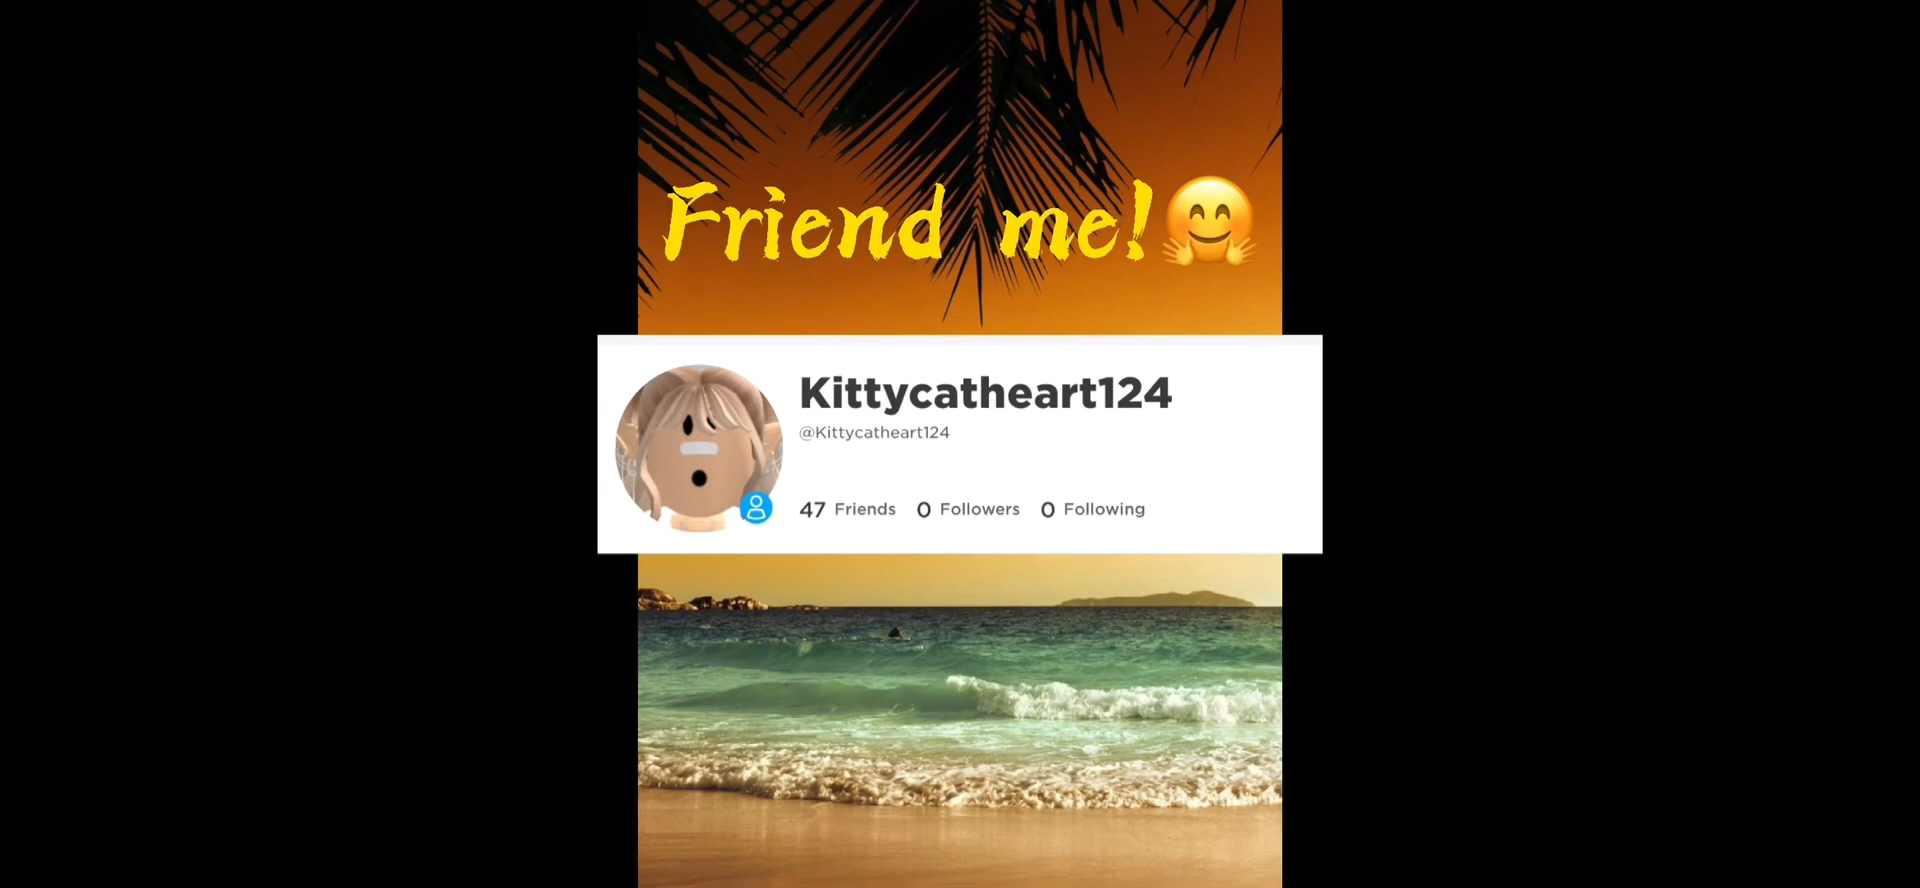 Friend me!🤗
Kittycatheart124
@Kittycatheart124
47 Friends 0 Followers 0 Following